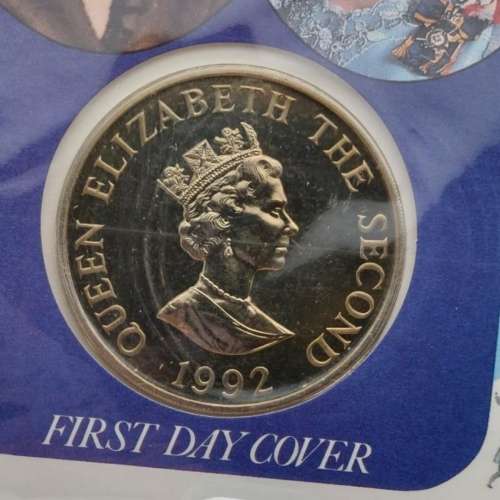 QUEEN ELIZABETH THE SECOND
1992
FIRST DAY COVER